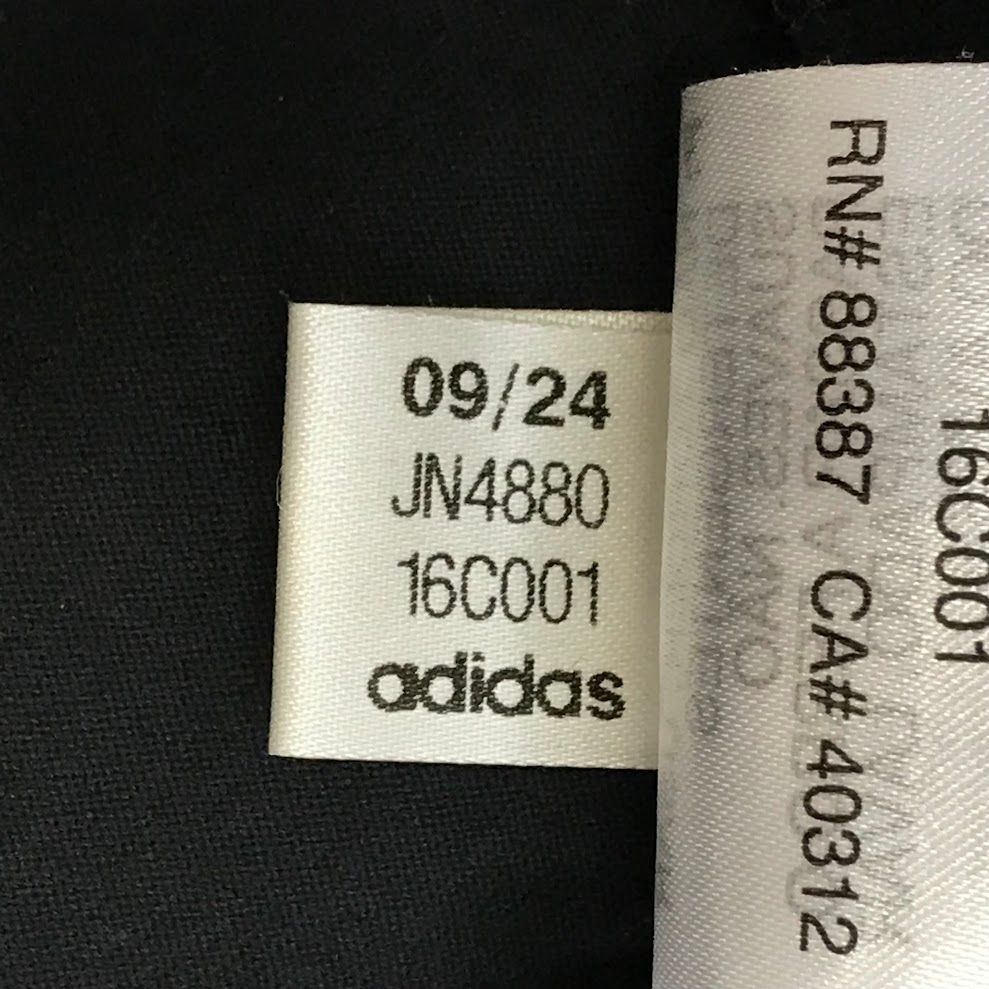 09/24
JN4880
16C001
adidas
RN# 88387 CA# 40312
16C001